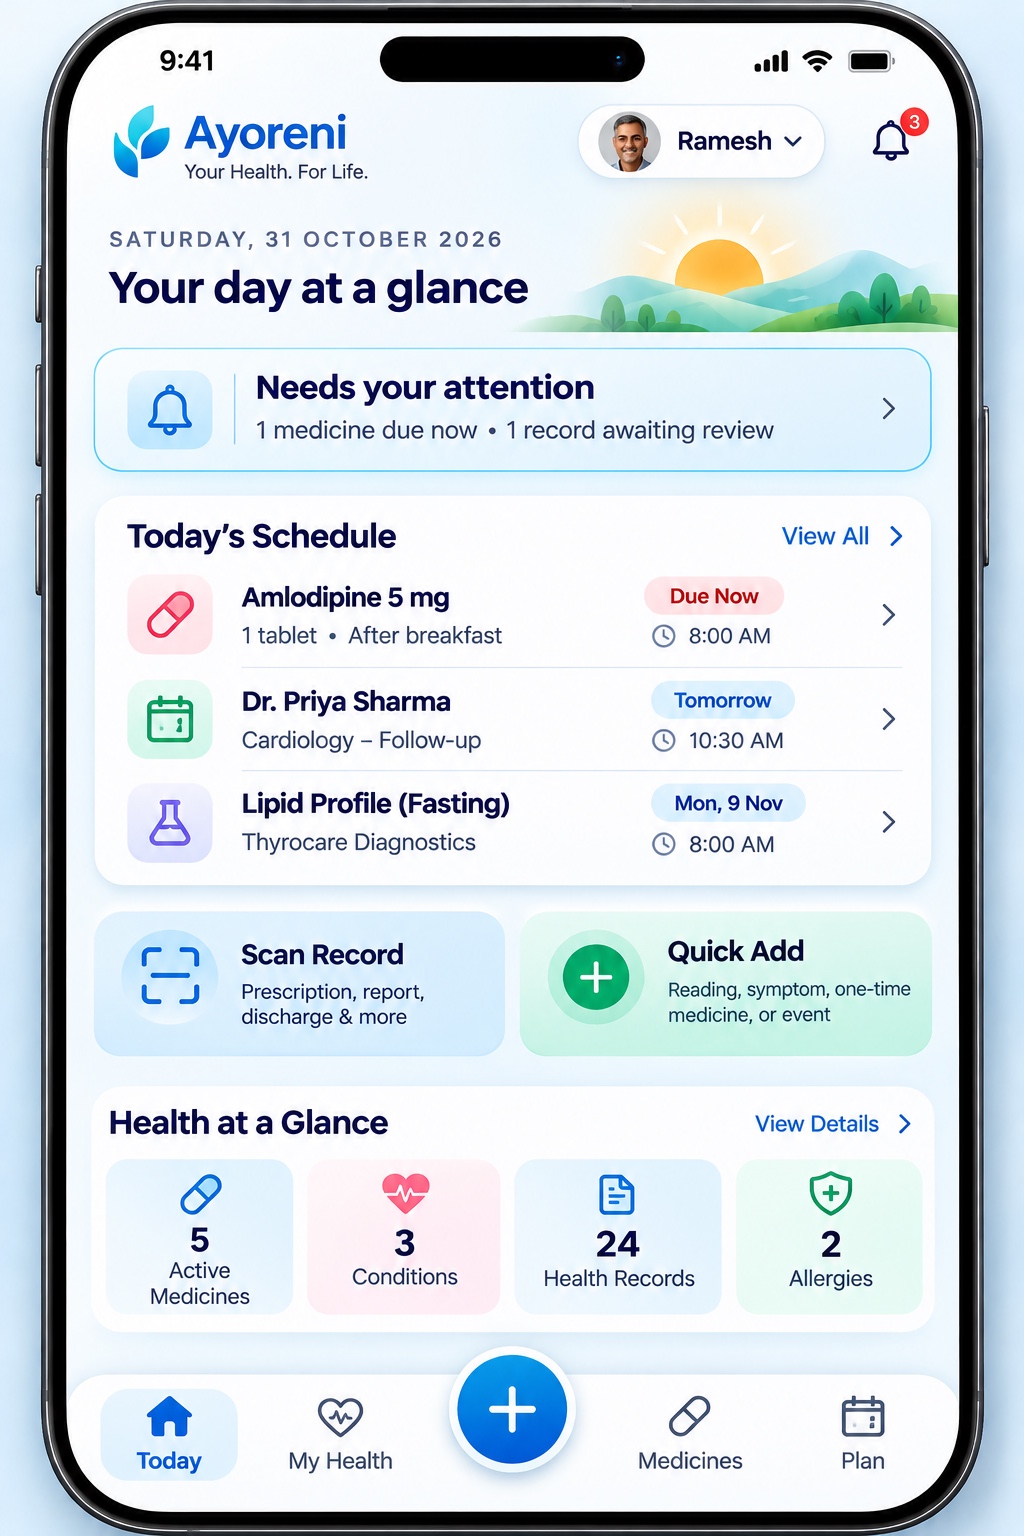 9:41
Ayoreni
Your Health. For Life.
Ramesh
3
SATURDAY, 31 OCTOBER 2026
Your day at a glance
Needs your attention
1 medicine due now • 1 record awaiting review
Today's Schedule
View All
Amlodipine 5 mg
Due Now
1 tablet • After breakfast
8:00 AM
Dr. Priya Sharma
Tomorrow
Cardiology – Follow-up
10:30 AM
Lipid Profile (Fasting)
Mon, 9 Nov
Thyrocare Diagnostics
8:00 AM
Scan Record
Prescription, report,
discharge & more
Quick Add
Reading, symptom, one-time
medicine, or event
Health at a Glance
View Details
5
Active
Medicines
3
Conditions
24
Health Records
2
Allergies
Today
My Health
Medicines
Plan